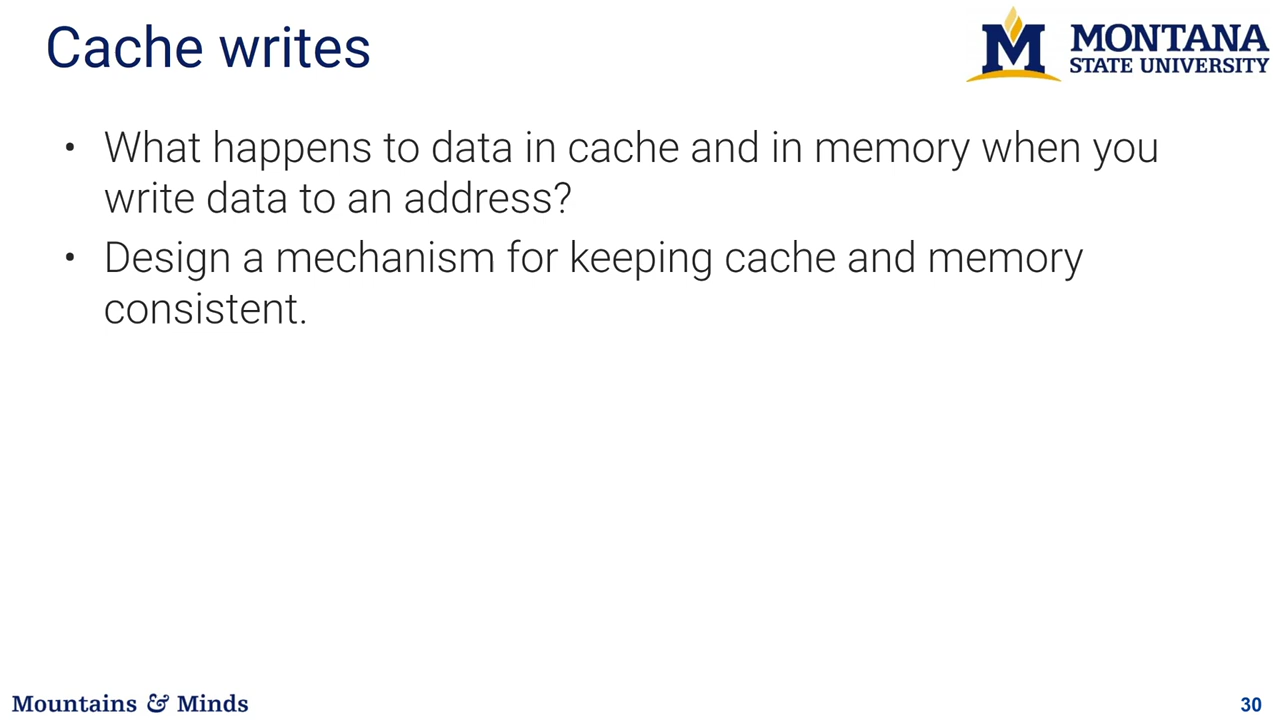 Cache writes
MONTANA
STATE UNIVERSITY
• What happens to data in cache and in memory when you
write data to an address?
• Design a mechanism for keeping cache and memory
consistent.
Mountains & Minds
30